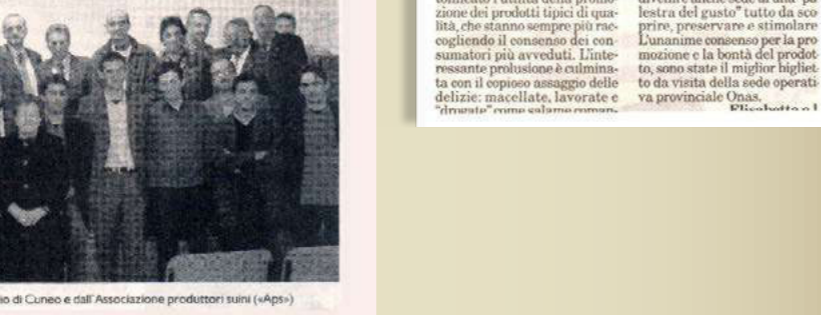 zione dei prodotti tipici di qua-
lità, che stanno sempre più rac-
cogliendo il consenso dei con-
sumatori più avveduti. L'inte-
ressante prolusione è culmina-
ta con il copioso assaggio delle
delizie: macellate, lavorate e
"drogate" come salame
lestra del gusto" tutto da sco
prire, preservare e stimolare
L'unanime consenso per la pro
mozione e la bontà del prodot-
to, sono state il miglior bigliet-
to da visita della sede operati-
va provinciale Onas.
io di Cuneo e dall'Associazione produttori suini («Aps»)